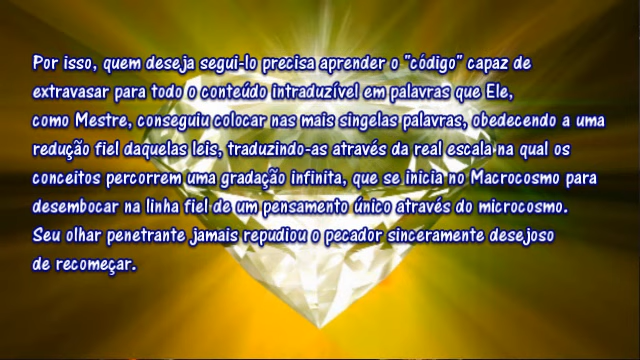 Por isso, quem deseja segui-lo precisa aprender o "código" capaz de
extravasar para todo o conteúdo intraduzível em palavras que Ele,
como Mestre, conseguiu colocar nas mais singelas palavras, obedecendo a uma
redução fiel daquelas leis, traduzindo-as através da real escala na qual os
conceitos percorrem uma gradação infinita, que se inicia no Macrocosmo para
desembocar na linha fiel de um pensamento único através do microcosmo.
Seu olhar penetrante jamais repudiou o pecador sinceramente desejoso
de recomeçar.